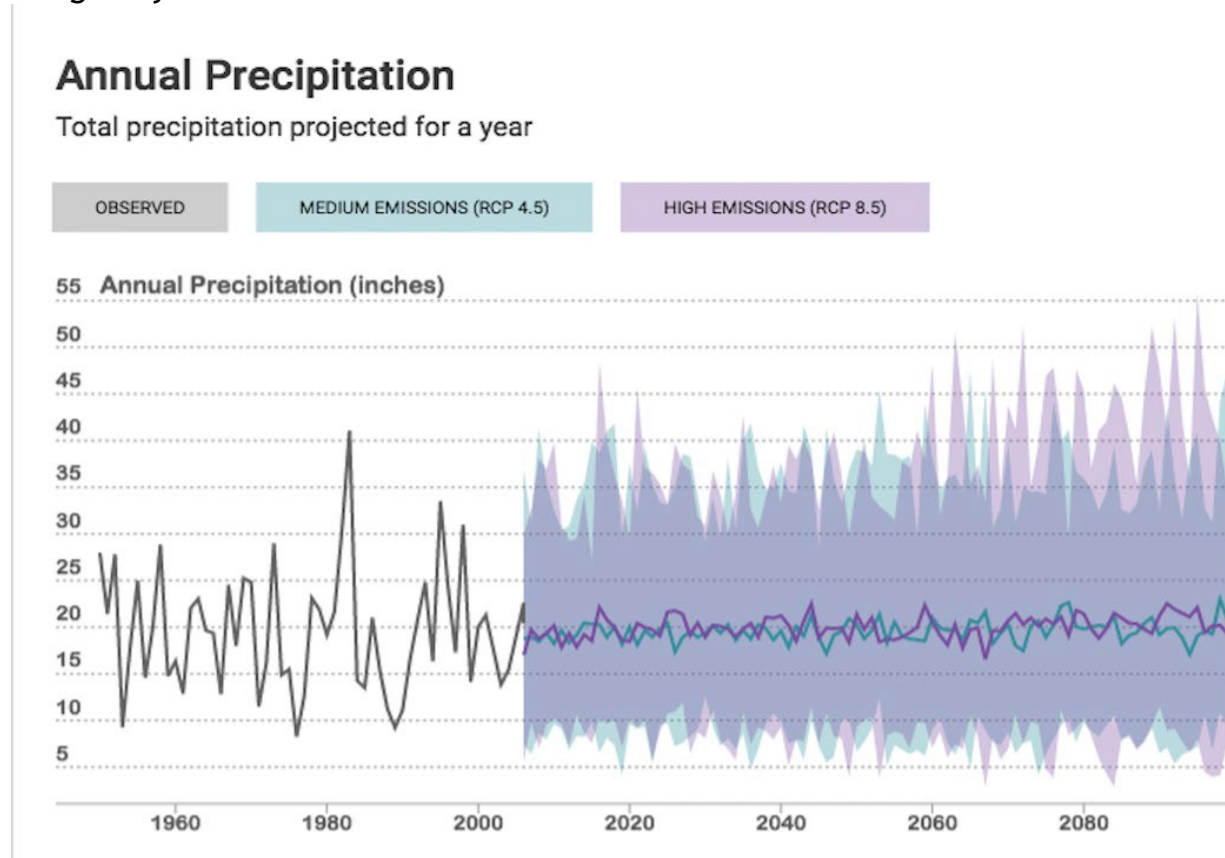 Annual Precipitation
Total precipitation projected for a year
OBSERVED
MEDIUM EMISSIONS (RCP 4.5)
HIGH EMISSIONS (RCP 8.5)
55 Annual Precipitation (inches)
50
45
40
35
30
25
20
15
10
5
1960 1980 2000 2020 2040 2060 2080